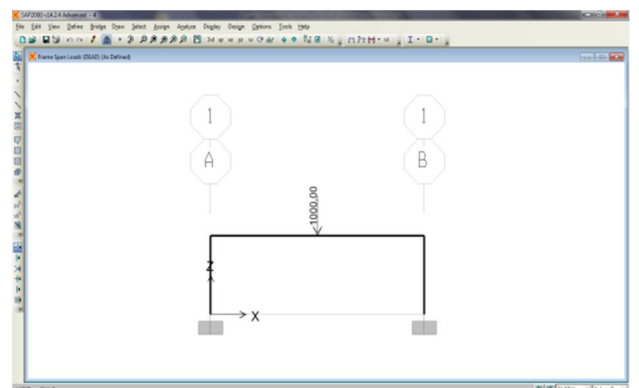 SAP2000 v14.2.4 Advanced - 4
File Edit View Define Bridge Draw Select Assign Analyze Display Design Options Tools Help
Frame Span Loads (DEAD) (As Defined)
1 1
A B
1000.00
Z
X